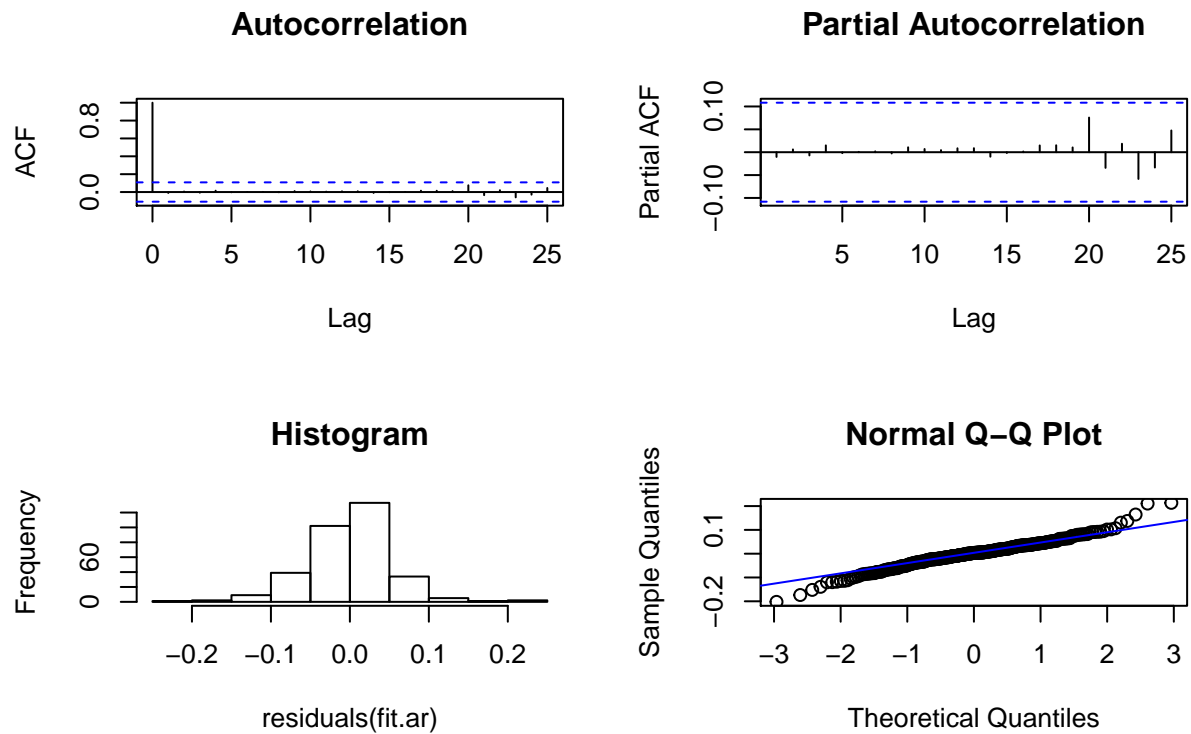 Autocorrelation
ACF
0.0 0.8
0 5 10 15 20 25
Lag
Partial Autocorrelation
Partial ACF
−0.10 0.10
5 10 15 20 25
Lag
Histogram
Frequency
0 60
−0.2 −0.1 0.0 0.1 0.2
residuals(fit.ar)
Normal Q−Q Plot
Sample Quantiles
−0.2 0.1
−3 −2 −1 0 1 2 3
Theoretical Quantiles